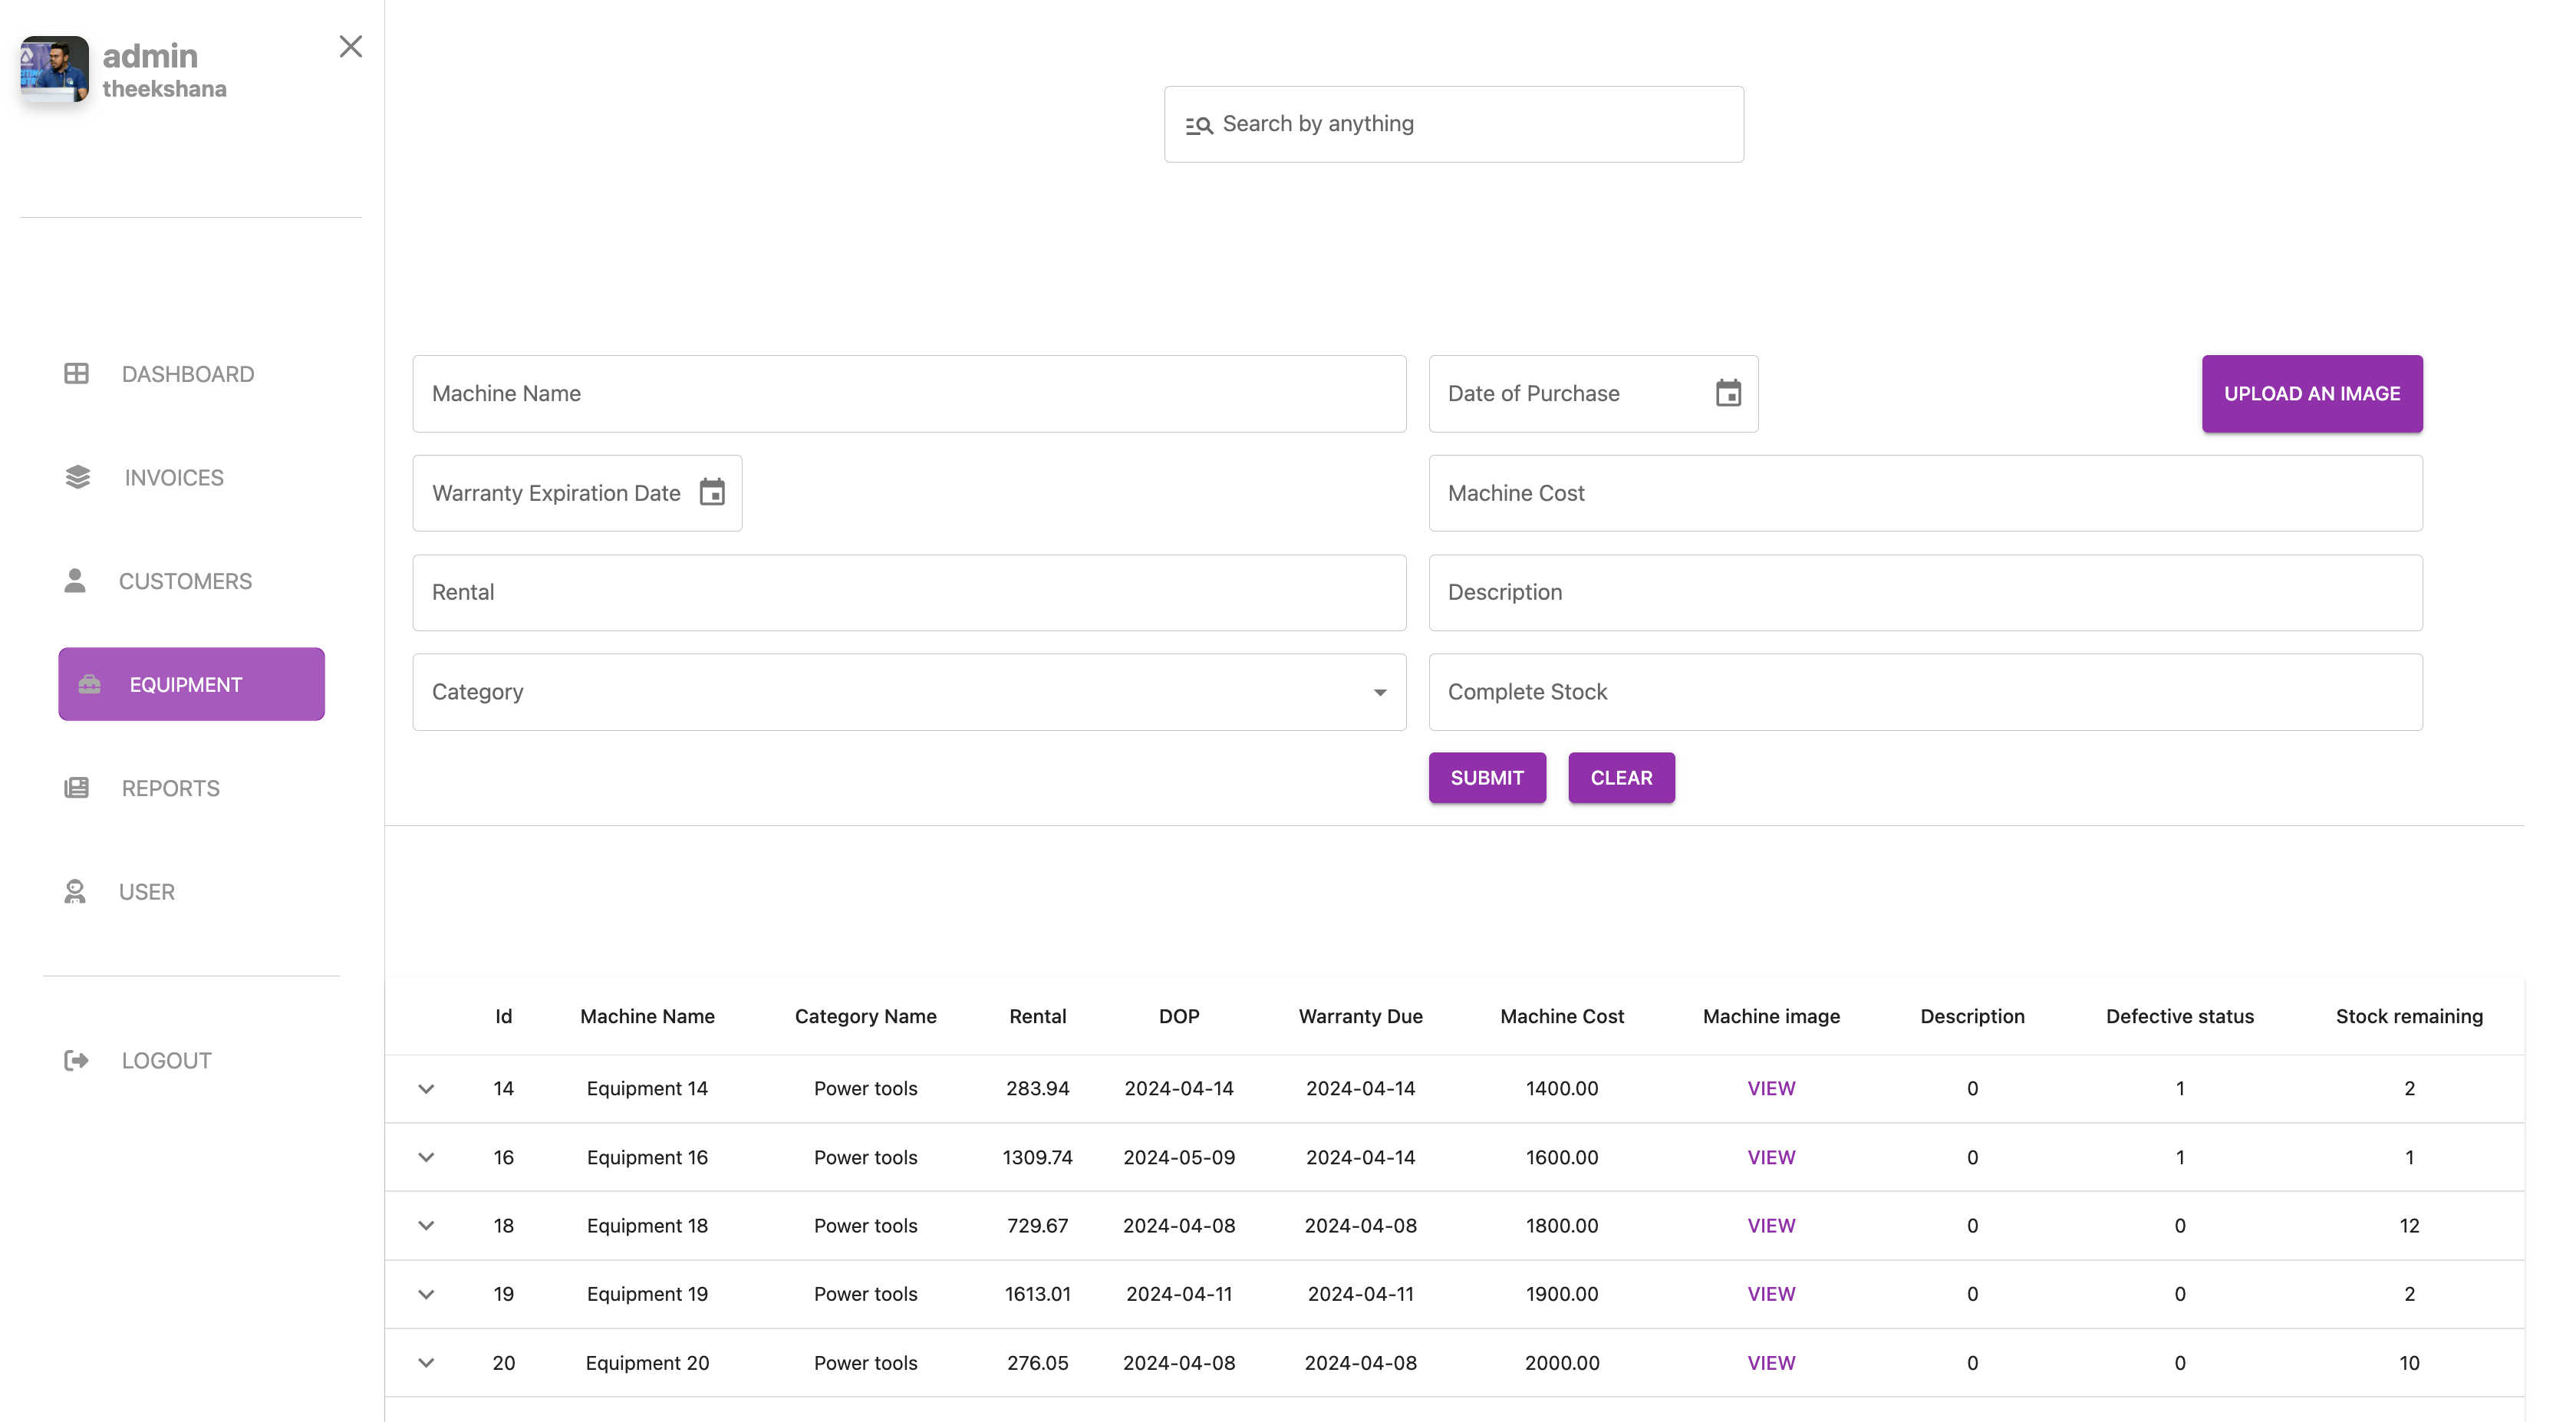 admin
theekshana
Search by anything
DASHBOARD
INVOICES
CUSTOMERS
EQUIPMENT
REPORTS
USER
LOGOUT
Machine Name
Date of Purchase
UPLOAD AN IMAGE
Warranty Expiration Date
Machine Cost
Rental
Description
Category
Complete Stock
SUBMIT CLEAR
Id Machine Name Category Name Rental DOP Warranty Due Machine Cost Machine image Description Defective status Stock remaining
14 Equipment 14 Power tools 283.94 2024-04-14 2024-04-14 1400.00 VIEW 0 1 2
16 Equipment 16 Power tools 1309.74 2024-05-09 2024-04-14 1600.00 VIEW 0 1 1
18 Equipment 18 Power tools 729.67 2024-04-08 2024-04-08 1800.00 VIEW 0 0 12
19 Equipment 19 Power tools 1613.01 2024-04-11 2024-04-11 1900.00 VIEW 0 0 2
20 Equipment 20 Power tools 276.05 2024-04-08 2024-04-08 2000.00 VIEW 0 0 10